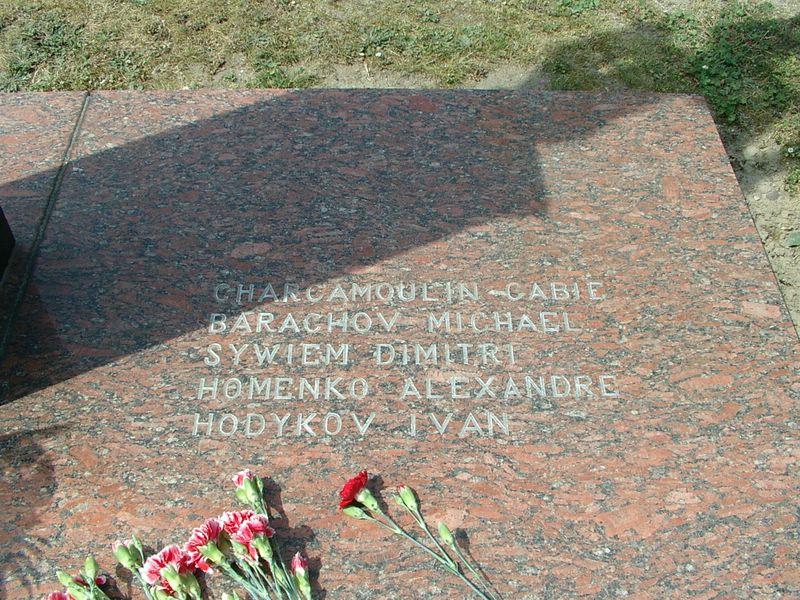 CHARCAMOULIN-CABIE
BARACHOV MICHAEL
SYWIEM DIMITRI
HOMENKO ALEXANDRE
HODYKOV IVAN